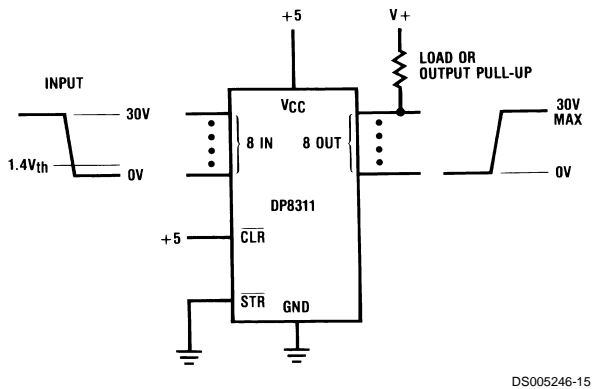 +5
V+
LOAD OR
OUTPUT PULL-UP
INPUT
30V
1.4Vth
0V
VCC
8 IN
8 OUT
30V
MAX
0V
DP8311
+5
CLR
STR
GND
DS005246-15